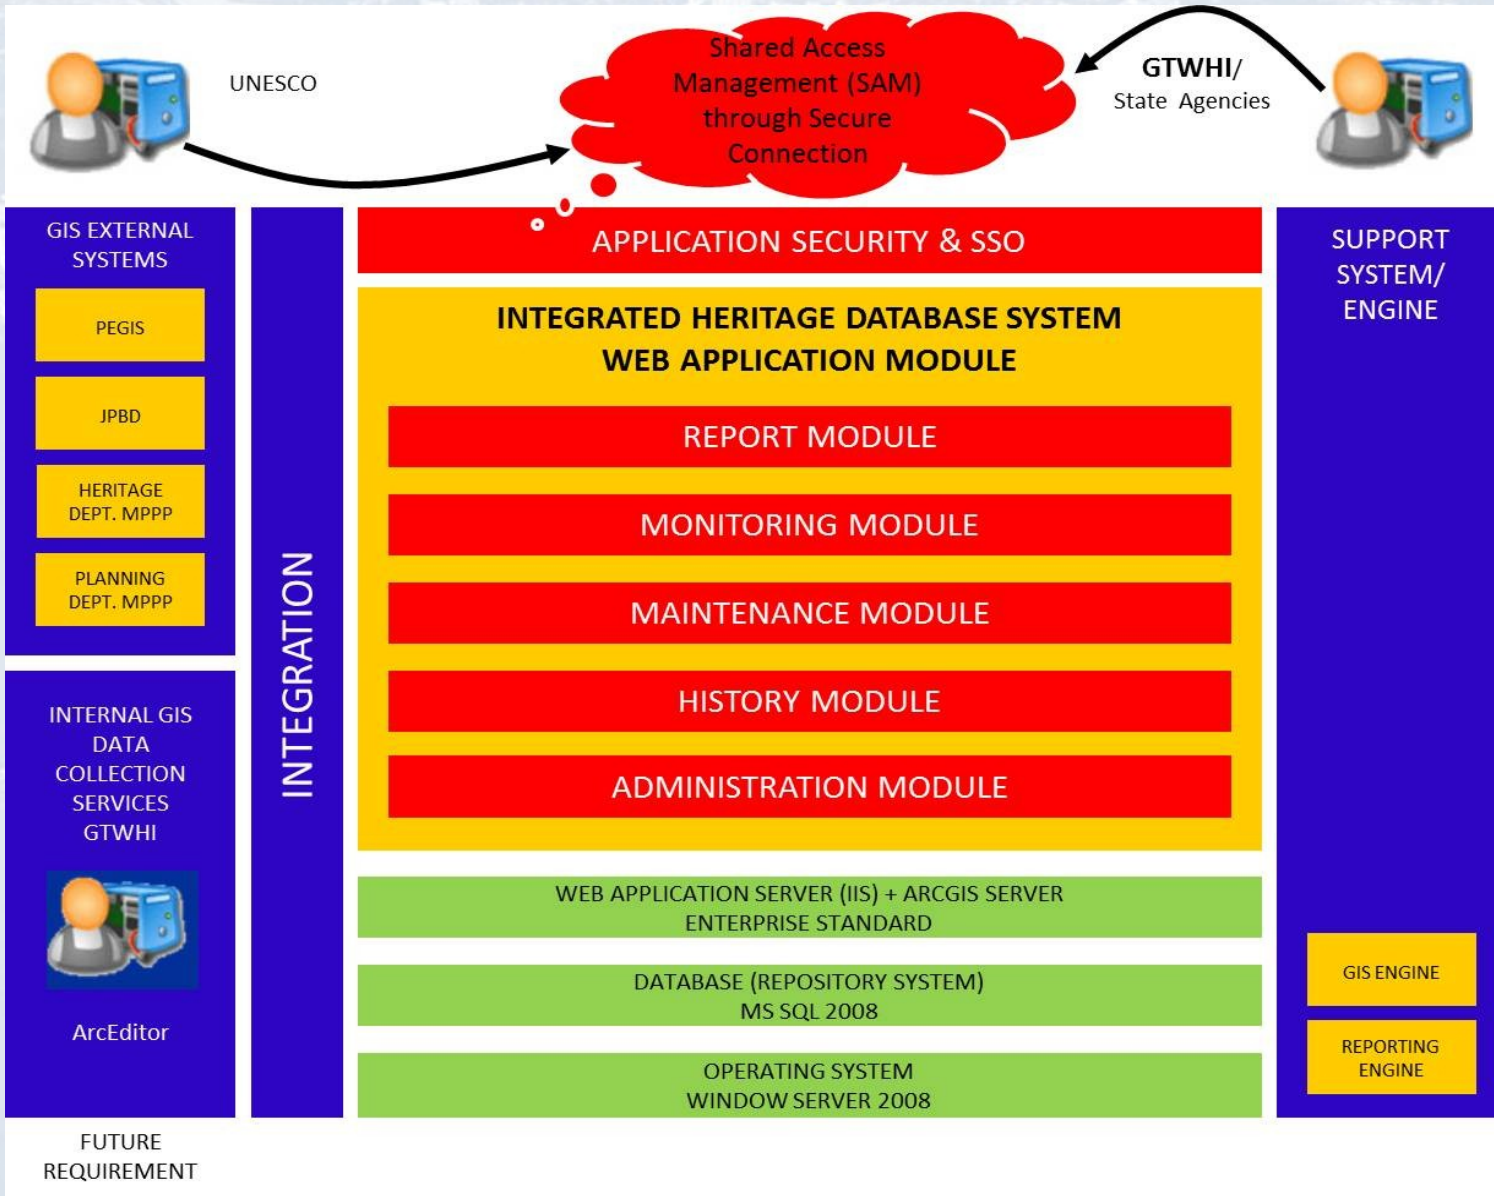 UNESCO
Shared Access
Management (SAM)
through Secure
Connection
GTWHI/
State Agencies
GIS EXTERNAL
SYSTEMS
PEGIS
JPBD
HERITAGE
DEPT. MPPP
PLANNING
DEPT. MPPP
INTERNAL GIS
DATA
COLLECTION
SERVICES
GTWHI
ArcEditor
FUTURE
REQUIREMENT
INTEGRATION
APPLICATION SECURITY & SSO
INTEGRATED HERITAGE DATABASE SYSTEM
WEB APPLICATION MODULE
REPORT MODULE
MONITORING MODULE
MAINTENANCE MODULE
HISTORY MODULE
ADMINISTRATION MODULE
WEB APPLICATION SERVER (IIS) + ARCGIS SERVER
ENTERPRISE STANDARD
DATABASE (REPOSITORY SYSTEM)
MS SQL 2008
OPERATING SYSTEM
WINDOW SERVER 2008
SUPPORT
SYSTEM/
ENGINE
GIS ENGINE
REPORTING
ENGINE